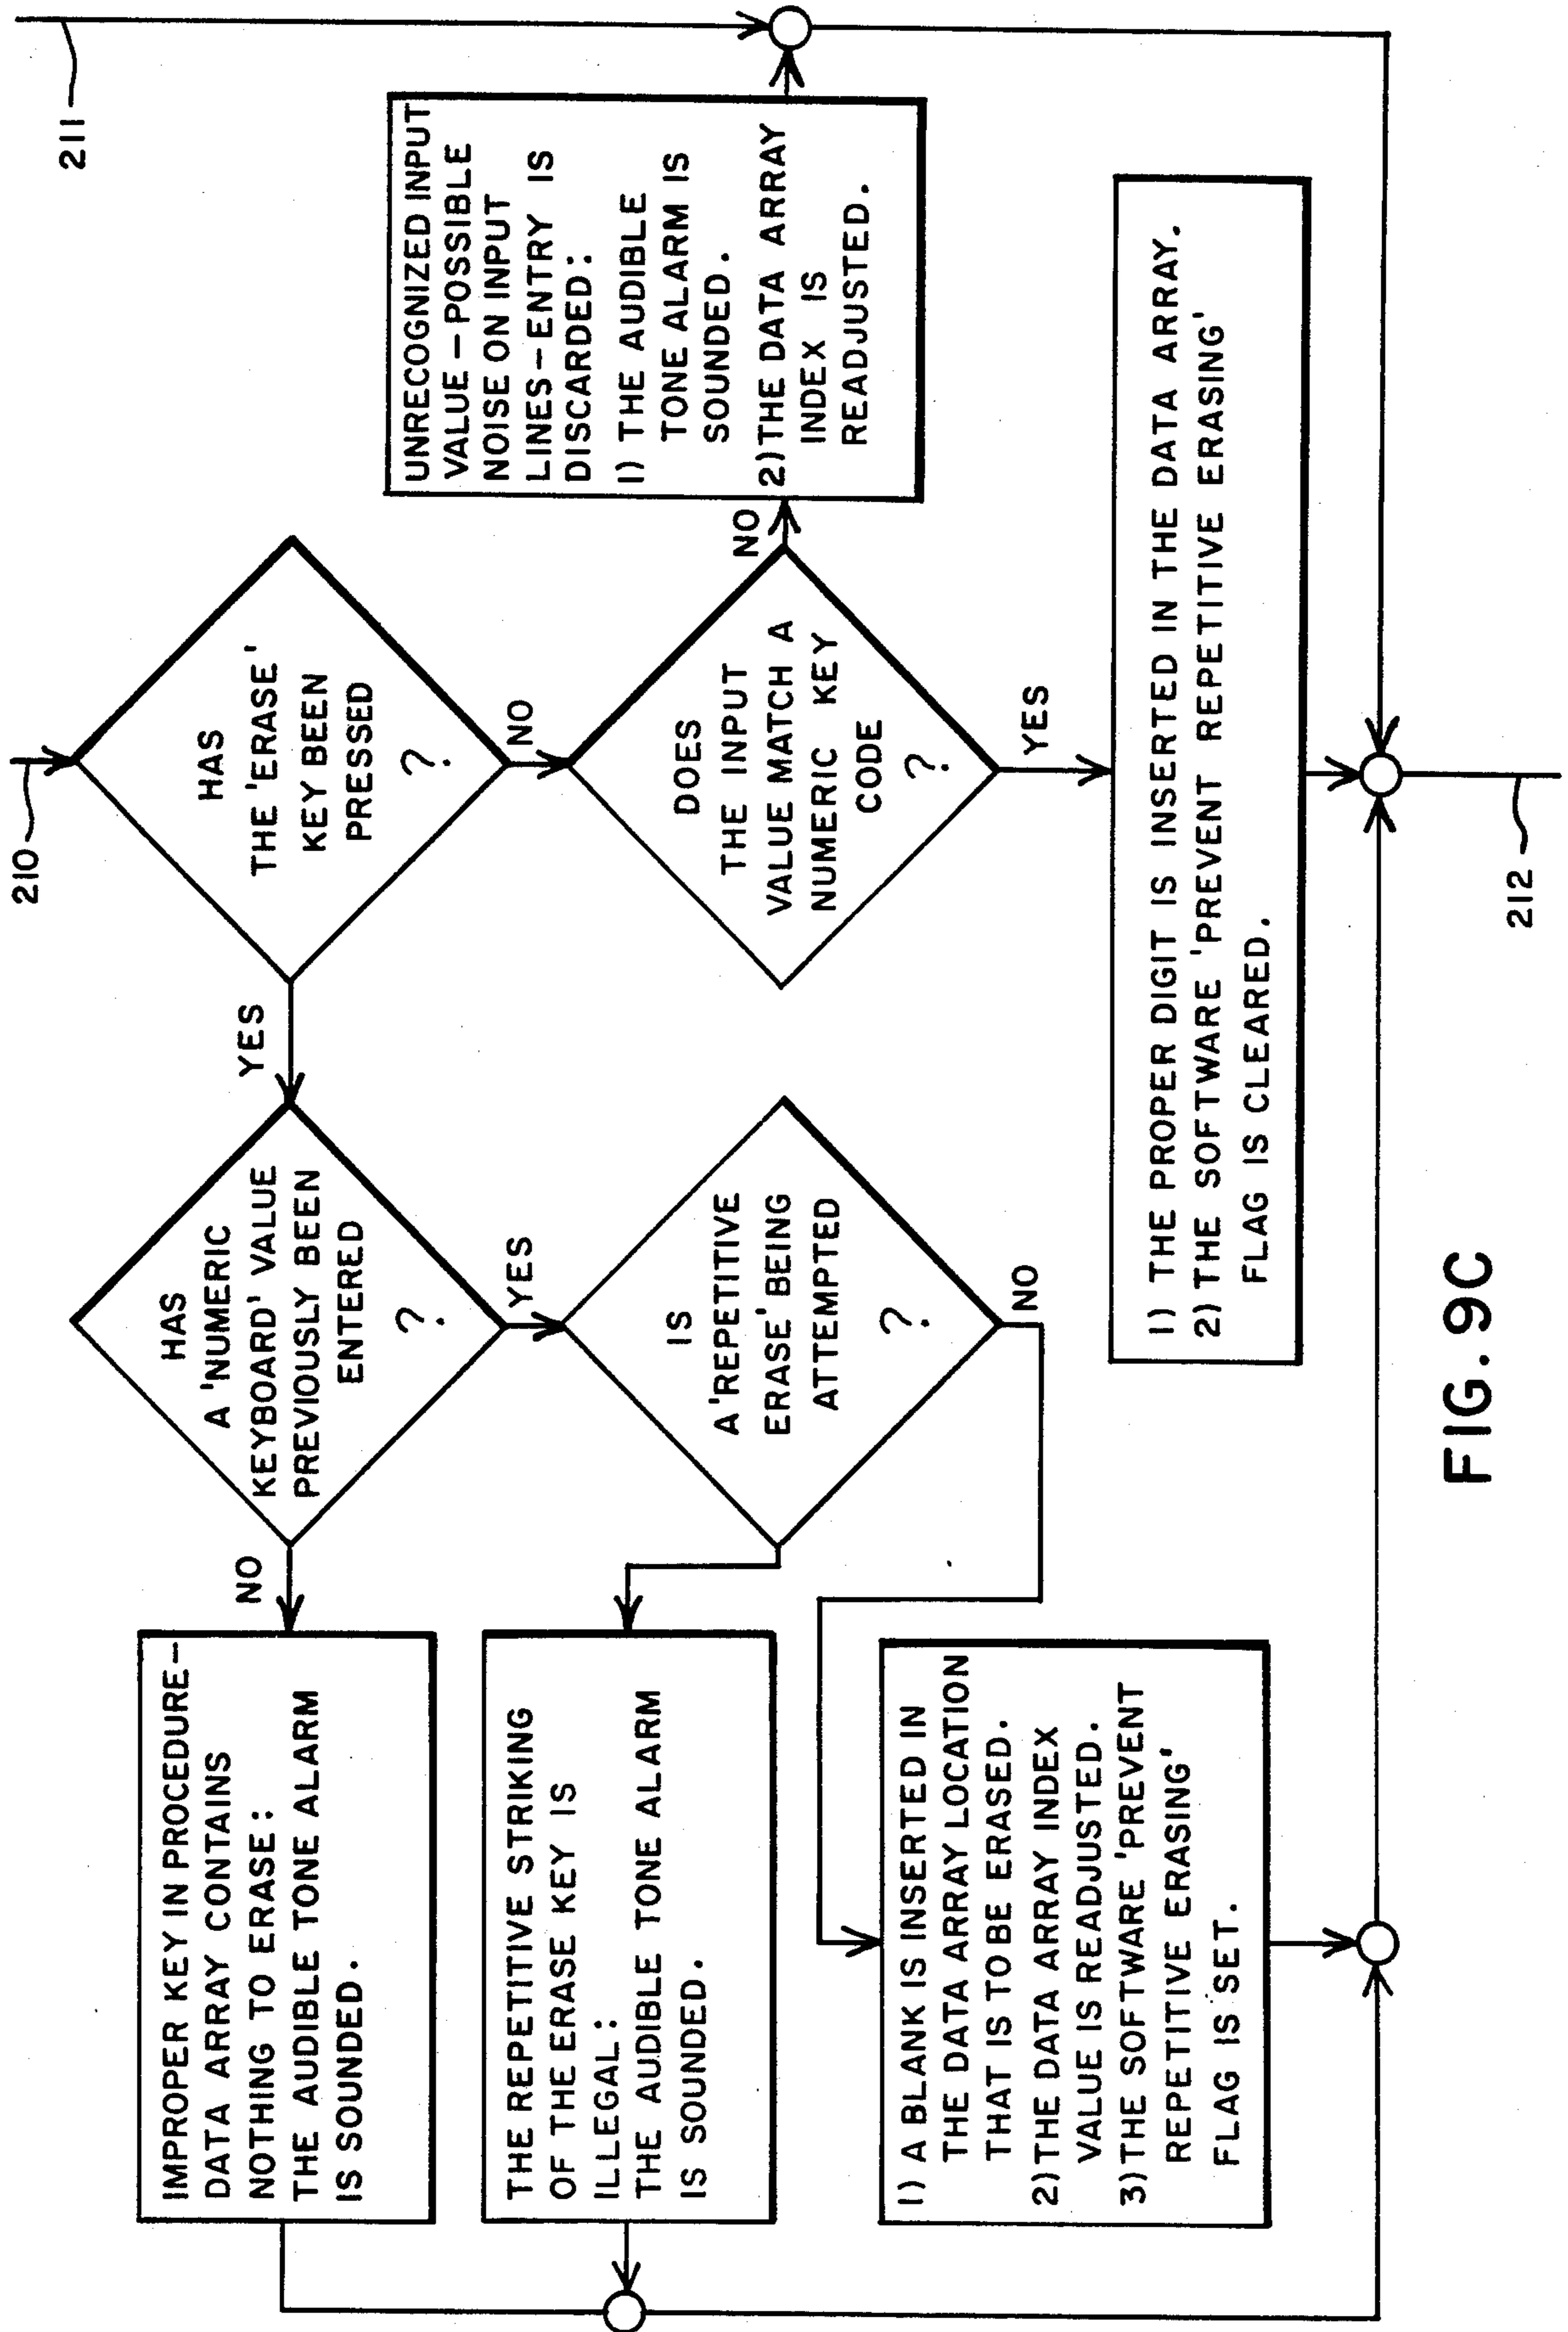 210
211
HAS
THE 'ERASE'
KEY BEEN
PRESSED
?
YES
NO
HAS
A 'NUMERIC
KEYBOARD' VALUE
PREVIOUSLY BEEN
ENTERED
?
NO
YES
IMPROPER KEY IN PROCEDURE—
DATA ARRAY CONTAINS
NOTHING TO ERASE:
THE AUDIBLE TONE ALARM
IS SOUNDED.
IS
A 'REPETITIVE
ERASE' BEING
ATTEMPTED
?
NO
THE REPETITIVE STRIKING
OF THE ERASE KEY IS
ILLEGAL:
THE AUDIBLE TONE ALARM
IS SOUNDED.
1) A BLANK IS INSERTED IN
THE DATA ARRAY LOCATION
THAT IS TO BE ERASED.
2) THE DATA ARRAY INDEX
VALUE IS READJUSTED.
3) THE SOFTWARE 'PREVENT
REPETITIVE ERASING'
FLAG IS SET.
DOES
THE INPUT
VALUE MATCH A
NUMERIC KEY
CODE
?
NO
YES
UNRECOGNIZED INPUT
VALUE—POSSIBLE
NOISE ON INPUT
LINES—ENTRY IS
DISCARDED:
1) THE AUDIBLE
TONE ALARM IS
SOUNDED.
2) THE DATA ARRAY
INDEX IS
READJUSTED.
1) THE PROPER DIGIT IS INSERTED IN THE DATA ARRAY.
2) THE SOFTWARE 'PREVENT REPETITIVE ERASING'
FLAG IS CLEARED.
212
FIG. 9C